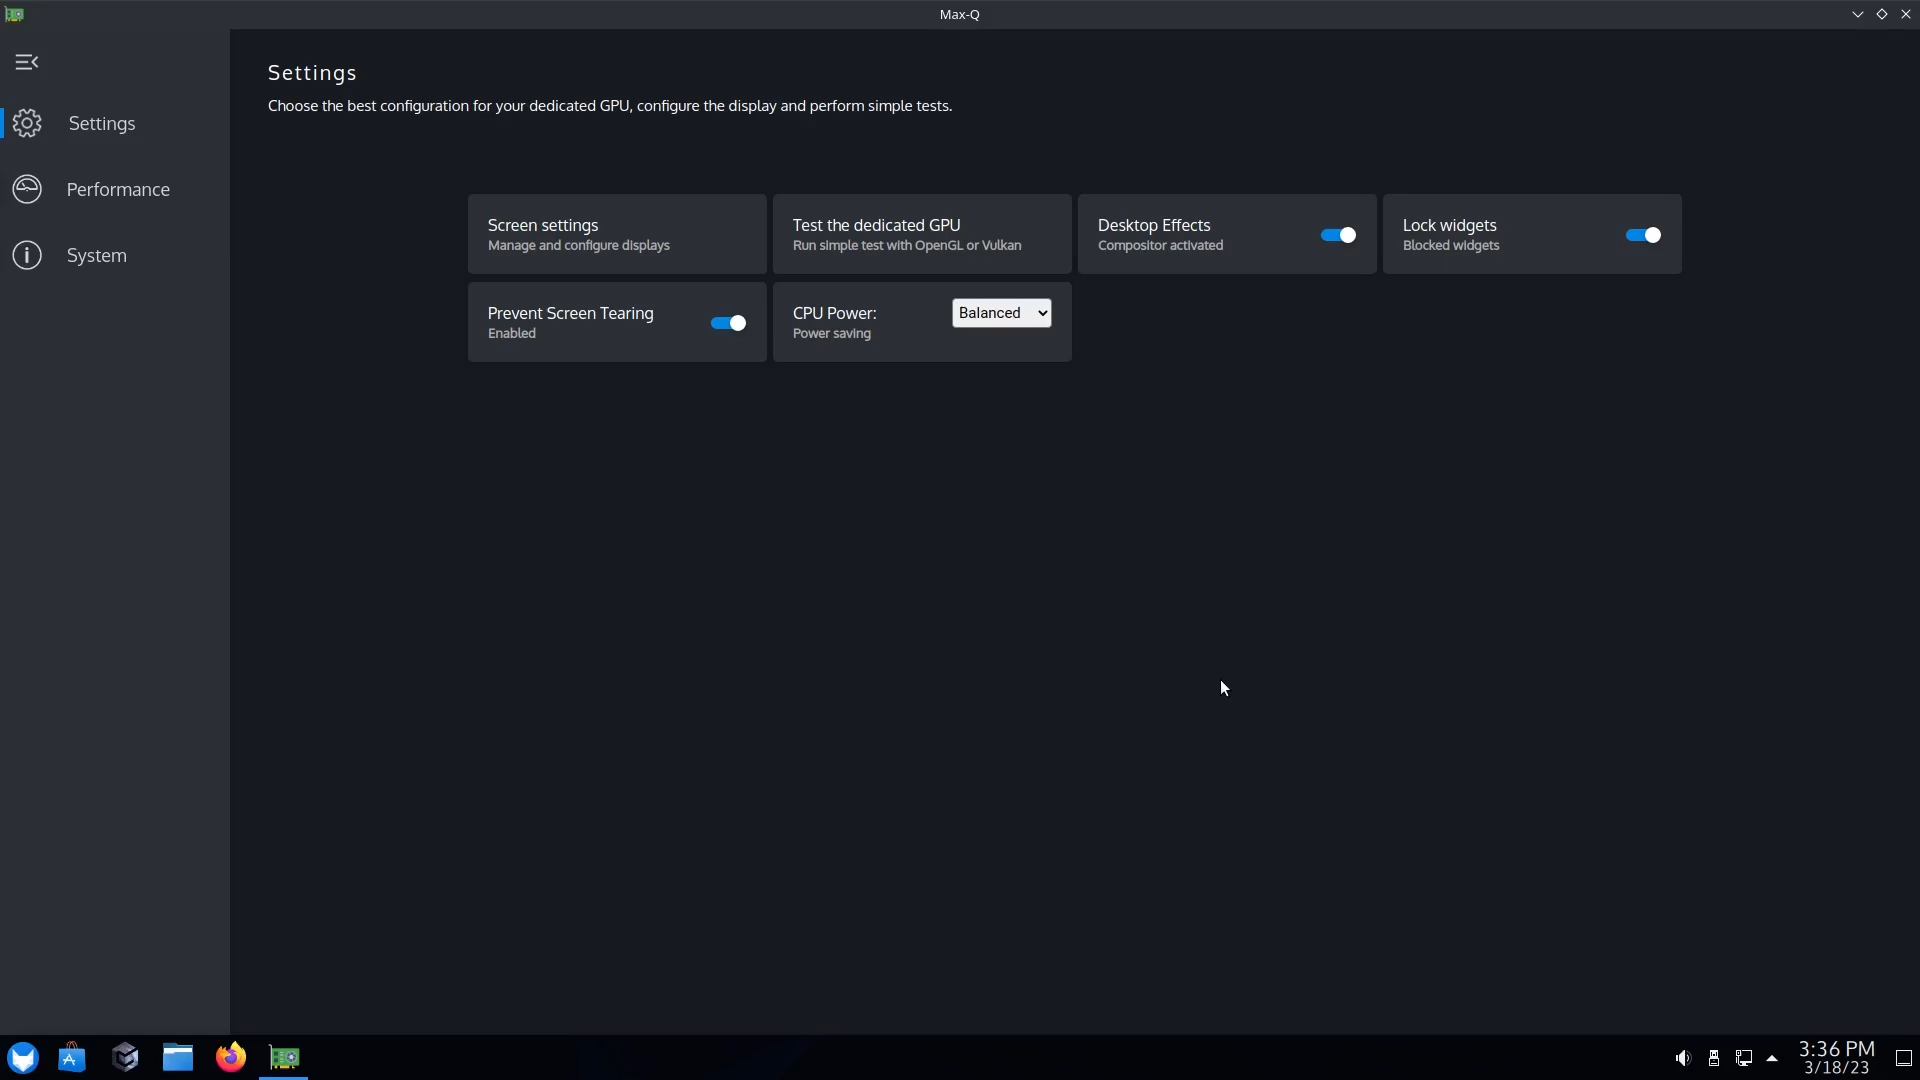 Max-Q
Settings
Performance
System
Settings
Choose the best configuration for your dedicated GPU, configure the display and perform simple tests.
Screen settings
Manage and configure displays
Test the dedicated GPU
Run simple test with OpenGL or Vulkan
Desktop Effects
Compositor activated
Lock widgets
Blocked widgets
Prevent Screen Tearing
Enabled
CPU Power:
Balanced
Power saving
3:36 PM
3/18/23